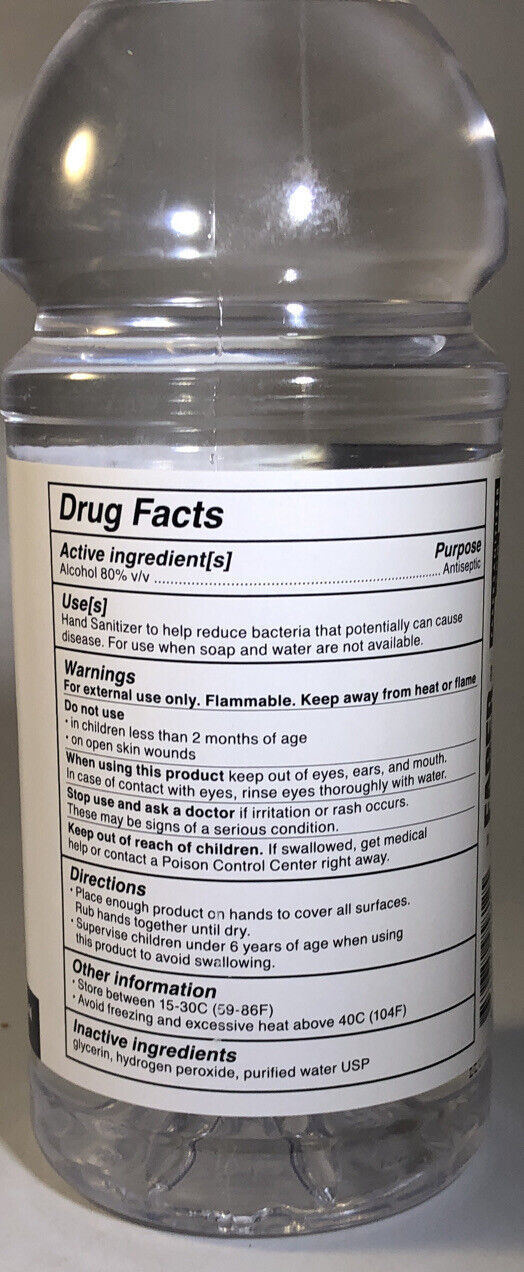 Drug Facts
Active ingredient[s] Purpose
Alcohol 80% v/v ........................................................ Antiseptic
Use[s]
Hand Sanitizer to help reduce bacteria that potentially can cause
disease. For use when soap and water are not available.
Warnings
For external use only. Flammable. Keep away from heat or flame
Do not use
• in children less than 2 months of age
• on open skin wounds
When using this product keep out of eyes, ears, and mouth.
In case of contact with eyes, rinse eyes thoroughly with water.
Stop use and ask a doctor if irritation or rash occurs.
These may be signs of a serious condition.
Keep out of reach of children. If swallowed, get medical
help or contact a Poison Control Center right away.
Directions
• Place enough product on hands to cover all surfaces.
Rub hands together until dry.
• Supervise children under 6 years of age when using
this product to avoid swallowing.
Other information
• Store between 15-30C (59-86F)
• Avoid freezing and excessive heat above 40C (104F)
Inactive ingredients
glycerin, hydrogen peroxide, purified water USP